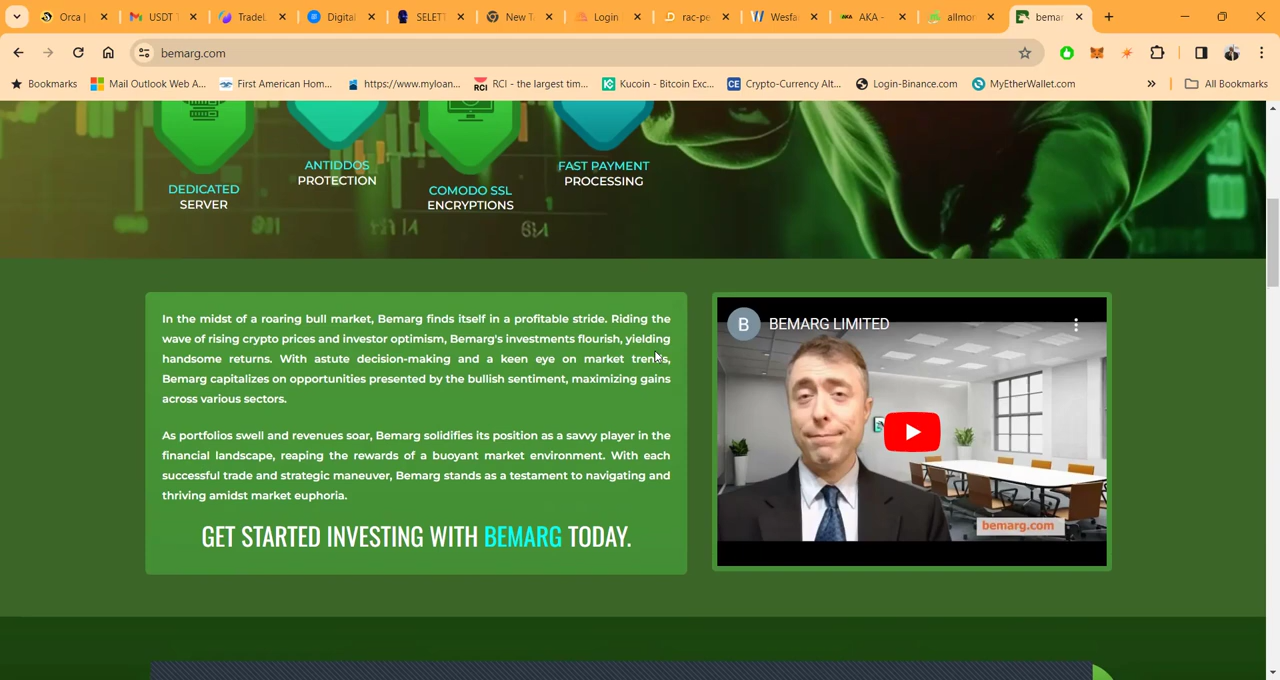 Orca |
USDT
TradeL
Digital
SELET
New T
Login
rac-pe
Wesfa
AKA -
allmor
bemar
bemarg.com
Bookmarks
Mail Outlook Web A...
First American Hom...
https://www.myloan...
RCI - the largest tim...
Kucoin - Bitcoin Exc...
Crypto-Currency Alt...
Login-Binance.com
MyEtherWallet.com
All Bookmarks
DEDICATED
SERVER
ANTIDDOS
PROTECTION
COMODO SSL
ENCRYPTIONS
FAST PAYMENT
PROCESSING
In the midst of a roaring bull market, Bemarg finds itself in a profitable stride. Riding the
wave of rising crypto prices and investor optimism, Bemarg's investments flourish, yielding
handsome returns. With astute decision-making and a keen eye on market trends,
Bemarg capitalizes on opportunities presented by the bullish sentiment, maximizing gains
across various sectors.
As portfolios swell and revenues soar, Bemarg solidifies its position as a savvy player in the
financial landscape, reaping the rewards of a buoyant market environment. With each
successful trade and strategic maneuver, Bemarg stands as a testament to navigating and
thriving amidst market euphoria.
GET STARTED INVESTING WITH BEMARG TODAY.
B
BEMARG LIMITED
bemarg.com